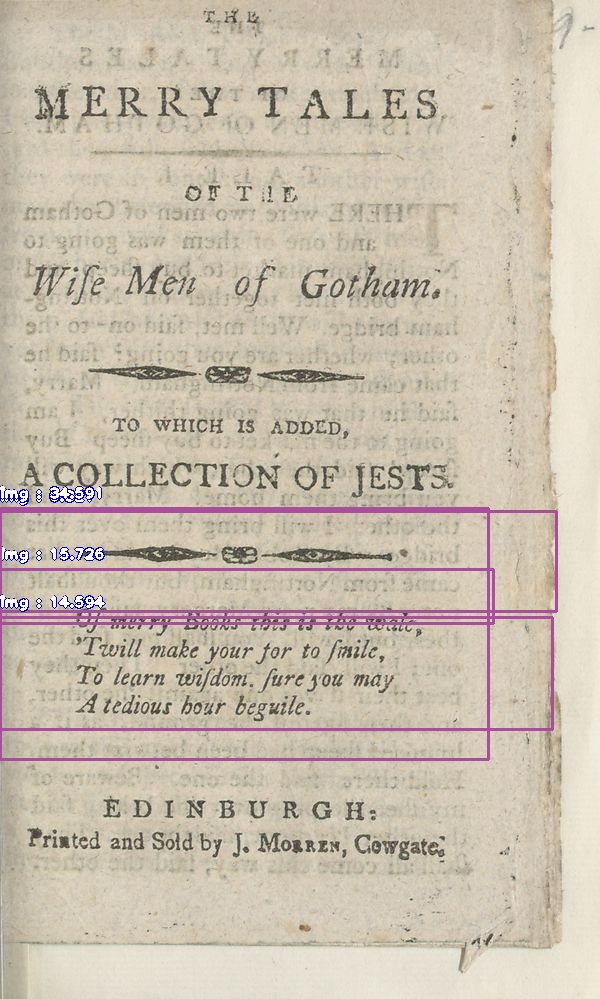 THE
MERRY TALES
OF THE
Wiſe Men of Gotham.
TO WHICH IS ADDED,
A COLLECTION OF JESTS.
Img : 34.591
Img : 15.726
Img : 14.594
Of merry Books this is the
'Twill make your for to ſmile,
To learn wiſdom. ſure you may
A tedious hour beguile.
EDINBURGH:
Printed and Sold by J. MORREN, Cowgate.
9-